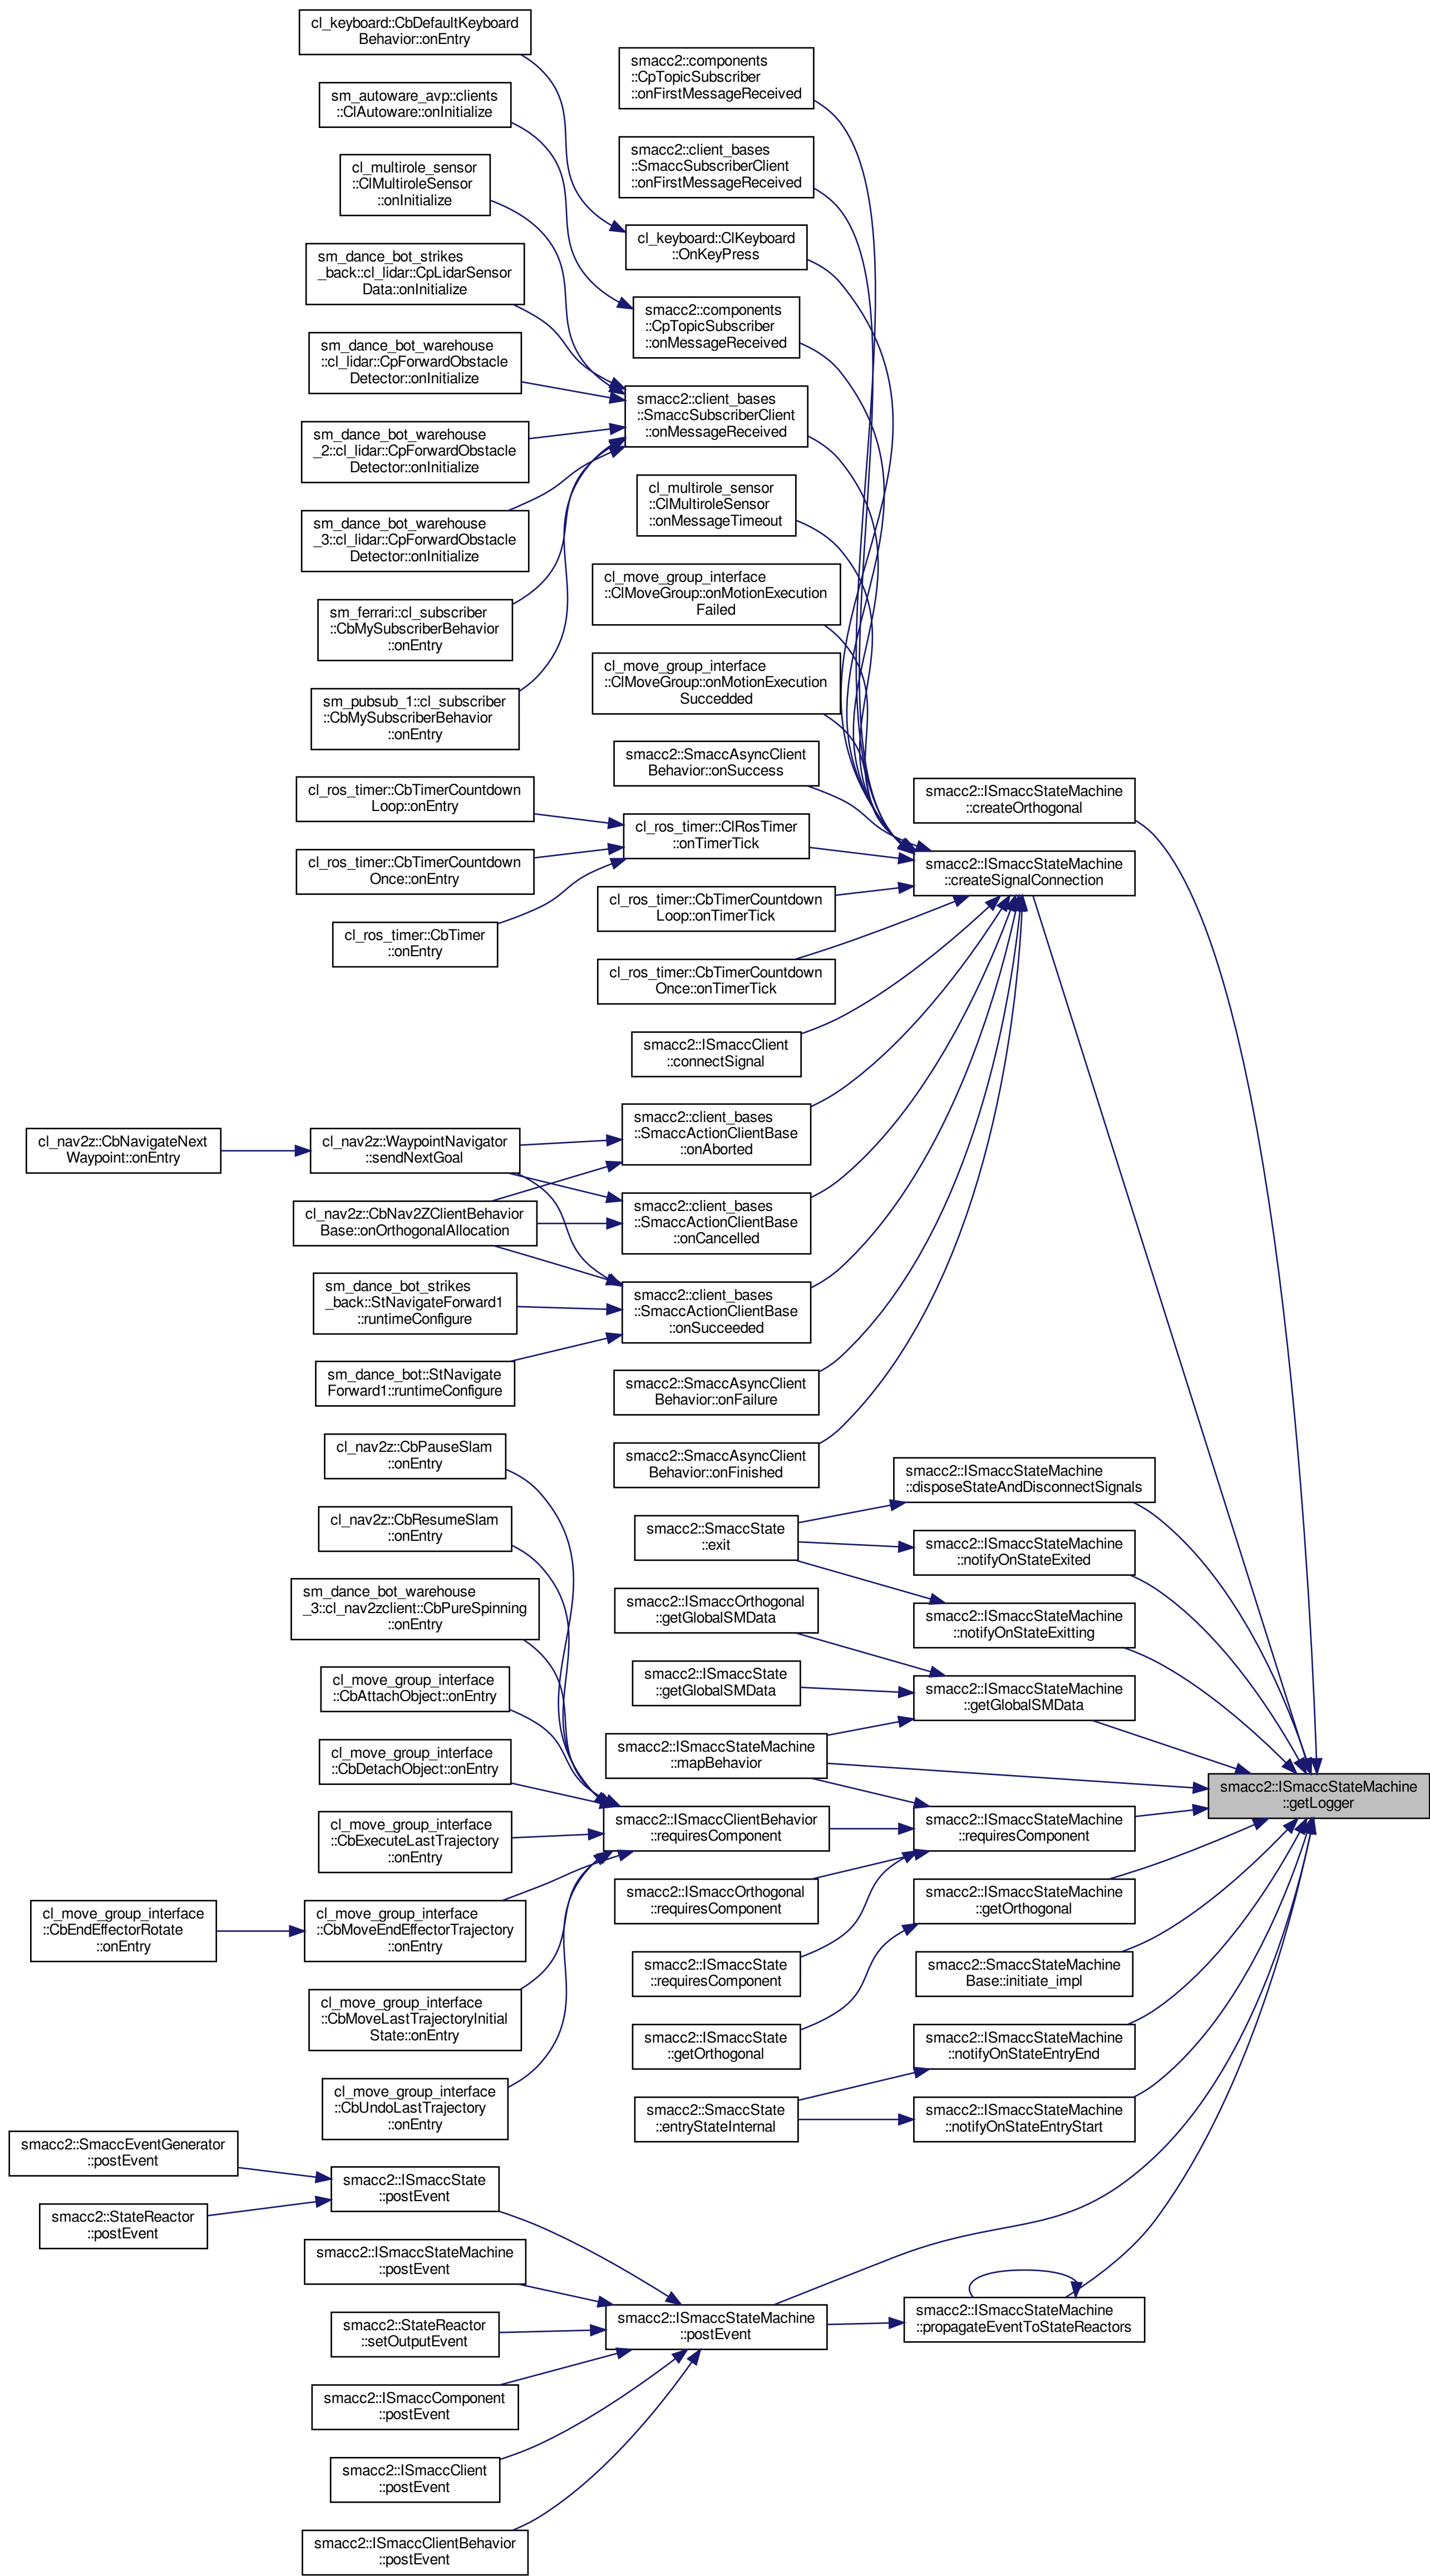 cl_keyboard::CbDefaultKeyboard
Behavior::onEntry
sm_autoware_avp::clients
::ClAutoware::onInitialize
cl_multirole_sensor
::ClMultiroleSensor
::onInitialize
sm_dance_bot_strikes
_back::cl_lidar::CpLidarSensor
Data::onInitialize
sm_dance_bot_warehouse
::cl_lidar::CpForwardObstacle
Detector::onInitialize
sm_dance_bot_warehouse
_2::cl_lidar::CpForwardObstacle
Detector::onInitialize
sm_dance_bot_warehouse
_3::cl_lidar::CpForwardObstacle
Detector::onInitialize
sm_ferrari::cl_subscriber
::CbMySubscriberBehavior
::onEntry
sm_pubsub_1::cl_subscriber
::CbMySubscriberBehavior
::onEntry
cl_ros_timer::CbTimerCountdown
Loop::onEntry
cl_ros_timer::CbTimerCountdown
Once::onEntry
cl_ros_timer::CbTimer
::onEntry
smacc2::components
::CpTopicSubscriber
::onFirstMessageReceived
smacc2::client_bases
::SmaccSubscriberClient
::onFirstMessageReceived
cl_keyboard::ClKeyboard
::OnKeyPress
smacc2::components
::CpTopicSubscriber
::onMessageReceived
smacc2::client_bases
::SmaccSubscriberClient
::onMessageReceived
cl_multirole_sensor
::ClMultiroleSensor
::onMessageTimeout
cl_move_group_interface
::ClMoveGroup::onMotionExecution
Failed
cl_move_group_interface
::ClMoveGroup::onMotionExecution
Succedded
smacc2::SmaccAsyncClient
Behavior::onSuccess
cl_ros_timer::ClRosTimer
::onTimerTick
cl_ros_timer::CbTimerCountdown
Loop::onTimerTick
cl_ros_timer::CbTimerCountdown
Once::onTimerTick
smacc2::ISmaccClient
::connectSignal
smacc2::client_bases
::SmaccActionClientBase
::onAborted
smacc2::client_bases
::SmaccActionClientBase
::onCancelled
smacc2::client_bases
::SmaccActionClientBase
::onSucceeded
smacc2::SmaccAsyncClient
Behavior::onFailure
smacc2::SmaccAsyncClient
Behavior::onFinished
smacc2::ISmaccStateMachine
::createOrthogonal
smacc2::ISmaccStateMachine
::createSignalConnection
cl_nav2z::CbNavigateNext
Waypoint::onEntry
cl_nav2z::WaypointNavigator
::sendNextGoal
cl_nav2z::CbNav2ZClientBehavior
Base::onOrthogonalAllocation
sm_dance_bot_strikes
_back::StNavigateForward1
::runtimeConfigure
sm_dance_bot::StNavigate
Forward1::runtimeConfigure
cl_nav2z::CbPauseSlam
::onEntry
cl_nav2z::CbResumeSlam
::onEntry
sm_dance_bot_warehouse
_3::cl_nav2zclient::CbPureSpinning
::onEntry
cl_move_group_interface
::CbAttachObject::onEntry
cl_move_group_interface
::CbDetachObject::onEntry
cl_move_group_interface
::CbExecuteLastTrajectory
::onEntry
cl_move_group_interface
::CbEndEffectorRotate
::onEntry
cl_move_group_interface
::CbMoveEndEffectorTrajectory
::onEntry
cl_move_group_interface
::CbMoveLastTrajectoryInitial
State::onEntry
cl_move_group_interface
::CbUndoLastTrajectory
::onEntry
smacc2::ISmaccStateMachine
::disposeStateAndDisconnectSignals
smacc2::SmaccState
::exit
smacc2::ISmaccStateMachine
::notifyOnStateExited
smacc2::ISmaccOrthogonal
::getGlobalSMData
smacc2::ISmaccStateMachine
::notifyOnStateExitting
smacc2::ISmaccState
::getGlobalSMData
smacc2::ISmaccStateMachine
::getGlobalSMData
smacc2::ISmaccStateMachine
::mapBehavior
smacc2::ISmaccStateMachine
::getLogger
smacc2::ISmaccClientBehavior
::requiresComponent
smacc2::ISmaccStateMachine
::requiresComponent
smacc2::ISmaccOrthogonal
::requiresComponent
smacc2::ISmaccStateMachine
::getOrthogonal
smacc2::ISmaccState
::requiresComponent
smacc2::SmaccStateMachine
Base::initiate_impl
smacc2::ISmaccState
::getOrthogonal
smacc2::ISmaccStateMachine
::notifyOnStateEntryEnd
smacc2::SmaccState
::entryStateInternal
smacc2::ISmaccStateMachine
::notifyOnStateEntryStart
smacc2::SmaccEventGenerator
::postEvent
smacc2::StateReactor
::postEvent
smacc2::ISmaccState
::postEvent
smacc2::ISmaccStateMachine
::postEvent
smacc2::StateReactor
::setOutputEvent
smacc2::ISmaccComponent
::postEvent
smacc2::ISmaccClient
::postEvent
smacc2::ISmaccClientBehavior
::postEvent
smacc2::ISmaccStateMachine
::postEvent
smacc2::ISmaccStateMachine
::propagateEventToStateReactors